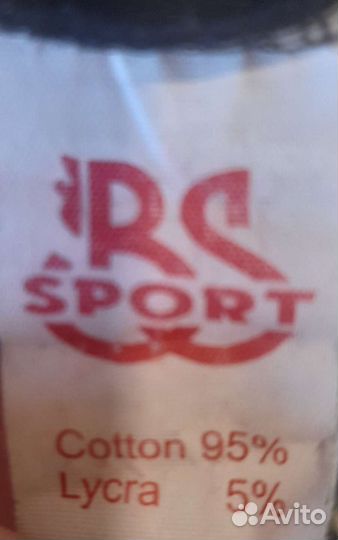 RS
SPORT
Cotton 95%
Lycra 5%
Avito